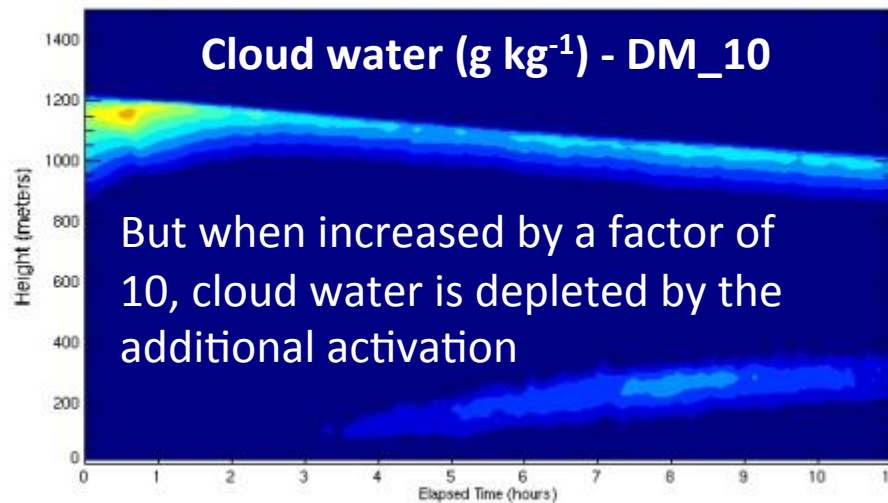 Cloud water (g kg-1) - DM_10
1400
1200
1000
800
600
400
200
0
Height (meters)
But when increased by a factor of
10, cloud water is depleted by the
additional activation
0 1 2 3 4 5 6 7 8 9 10 1
Elapsed Time (hours)